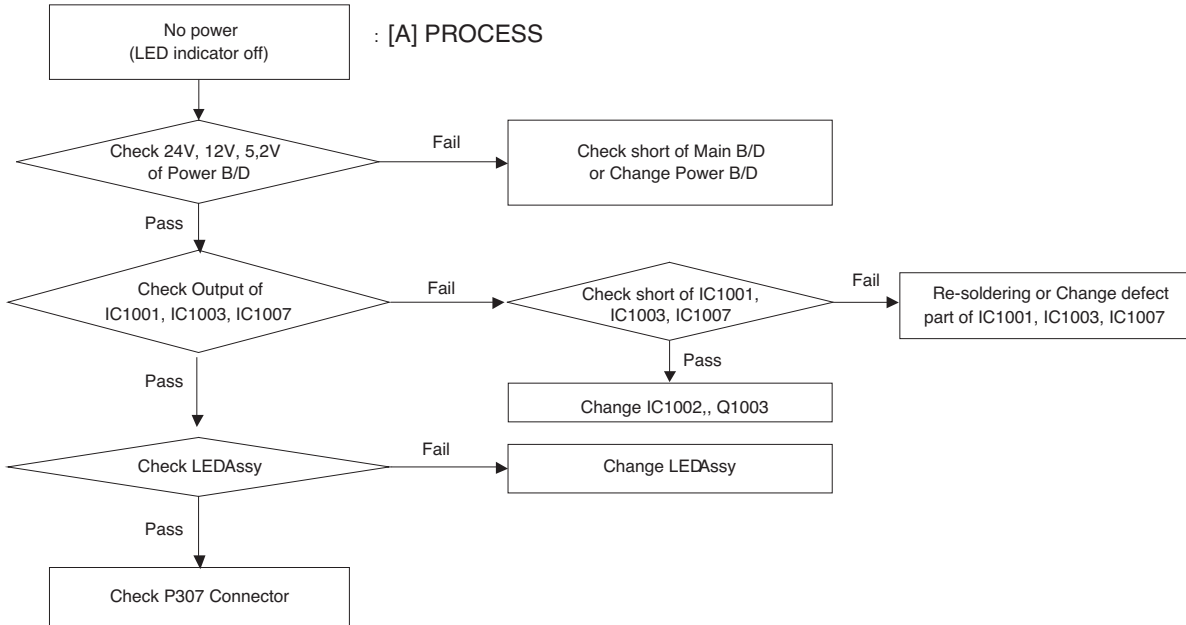 No power
(LED indicator off)
: [A] PROCESS
Check 24V, 12V, 5,2V
of Power B/D
Fail
Check short of Main B/D
or Change Power B/D
Pass
Check Output of
IC1001, IC1003, IC1007
Fail
Check short of IC1001,
IC1003, IC1007
Fail
Re-soldering or Change defect
part of IC1001, IC1003, IC1007
Pass
Change IC1002,, Q1003
Pass
Check LEDAssy
Fail
Change LEDAssy
Pass
Check P307 Connector